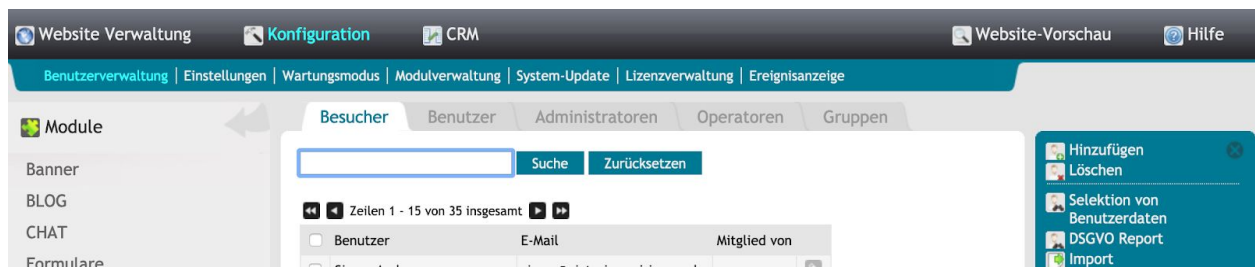 Website Verwaltung Konfiguration CRM Website-Vorschau Hilfe
Benutzerverwaltung | Einstellungen | Wartungsmodus | Modulverwaltung | System-Update | Lizenzverwaltung | Ereignisanzeige
Module
Banner
BLOG
CHAT
Formulare
Besucher Benutzer Administratoren Operatoren Gruppen
Suche Zurücksetzen
Zeilen 1 - 15 von 35 insgesamt
Benutzer E-Mail Mitglied von
Hinzufügen
Löschen
Selektion von
Benutzerdaten
DSGVO Report
Import